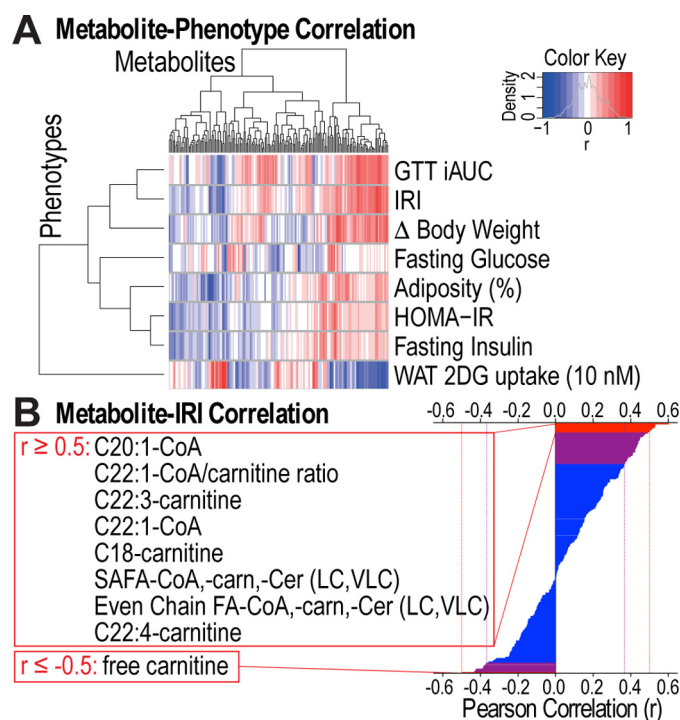 A Metabolite-Phenotype Correlation
Metabolites
Color Key
Density
0 1 2
-1 0 1
r
Phenotypes
GTT iAUC
IRI
Δ Body Weight
Fasting Glucose
Adiposity (%)
HOMA−IR
Fasting Insulin
WAT 2DG uptake (10 nM)
B Metabolite-IRI Correlation
-0.6 -0.4 -0.2 0.0 0.2 0.4 0.6
r ≥ 0.5: C20:1-CoA
C22:1-CoA/carnitine ratio
C22:3-carnitine
C22:1-CoA
C18-carnitine
SAFA-CoA,-carn,-Cer (LC,VLC)
Even Chain FA-CoA,-carn,-Cer (LC,VLC)
C22:4-carnitine
r ≤ -0.5: free carnitine
-0.6 -0.4 -0.2 0.0 0.2 0.4 0.6
Pearson Correlation (r)